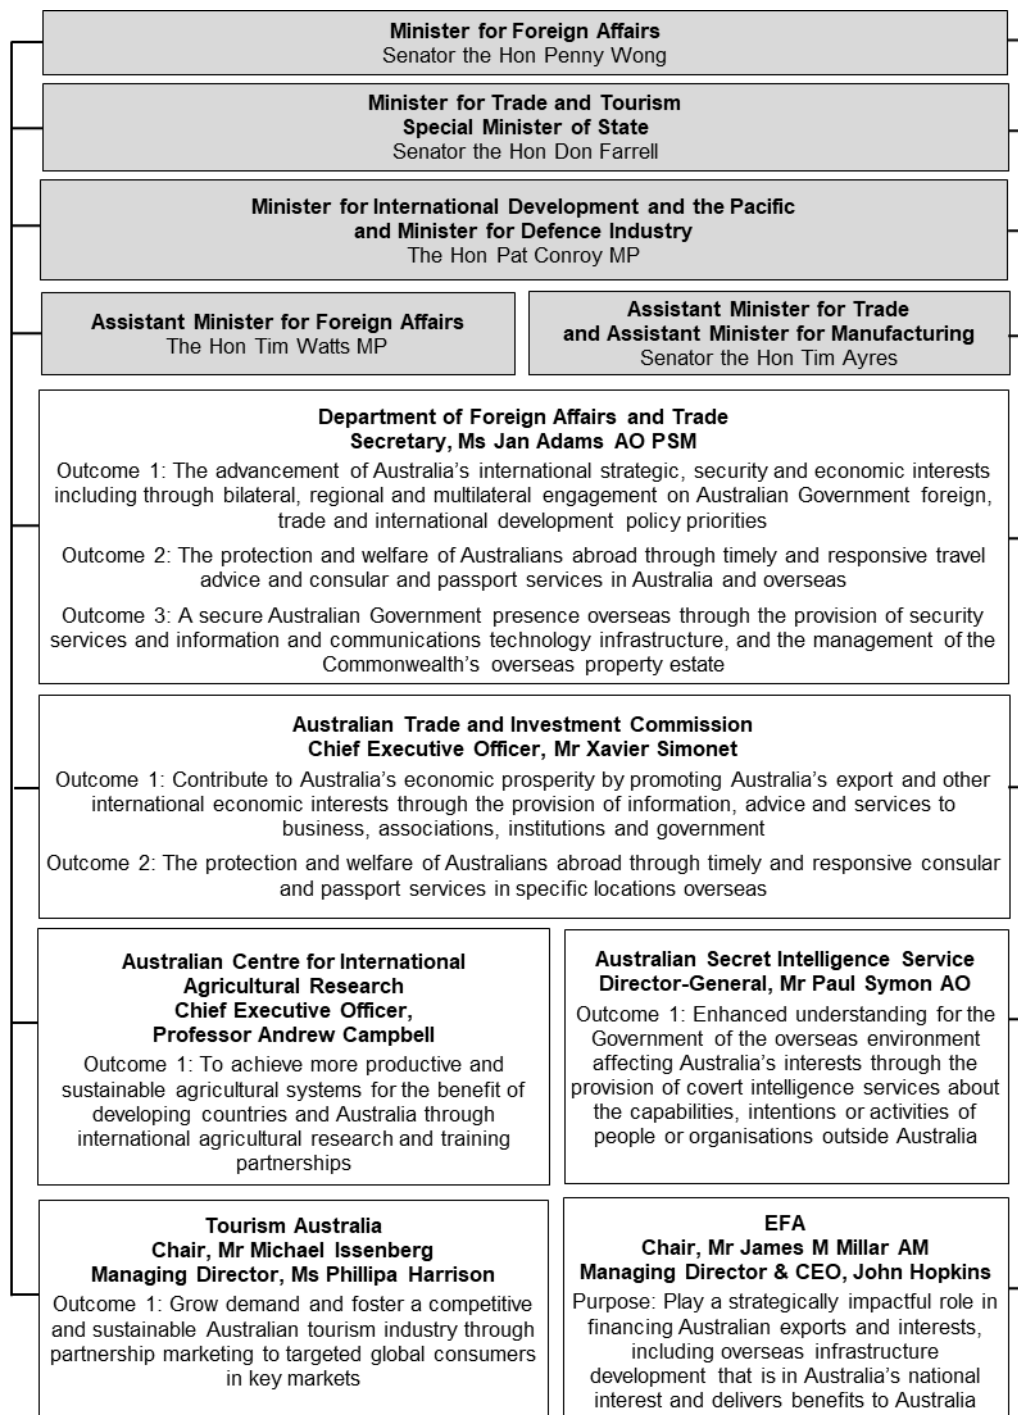 Minister for Foreign Affairs
Senator the Hon Penny Wong
Minister for Trade and Tourism
Special Minister of State
Senator the Hon Don Farrell
Minister for International Development and the Pacific
and Minister for Defence Industry
The Hon Pat Conroy MP
Assistant Minister for Foreign Affairs
The Hon Tim Watts MP
Assistant Minister for Trade
and Assistant Minister for Manufacturing
Senator the Hon Tim Ayres
Department of Foreign Affairs and Trade
Secretary, Ms Jan Adams AO PSM
Outcome 1: The advancement of Australia's international strategic, security and economic interests
including through bilateral, regional and multilateral engagement on Australian Government foreign,
trade and international development policy priorities
Outcome 2: The protection and welfare of Australians abroad through timely and responsive travel
advice and consular and passport services in Australia and overseas
Outcome 3: A secure Australian Government presence overseas through the provision of security
services and information and communications technology infrastructure, and the management of the
Commonwealth's overseas property estate
Australian Trade and Investment Commission
Chief Executive Officer, Mr Xavier Simonet
Outcome 1: Contribute to Australia's economic prosperity by promoting Australia's export and other
international economic interests through the provision of information, advice and services to
business, associations, institutions and government
Outcome 2: The protection and welfare of Australians abroad through timely and responsive consular
and passport services in specific locations overseas
Australian Centre for International
Agricultural Research
Chief Executive Officer,
Professor Andrew Campbell
Outcome 1: To achieve more productive and
sustainable agricultural systems for the benefit of
developing countries and Australia through
international agricultural research and training
partnerships
Australian Secret Intelligence Service
Director-General, Mr Paul Symon AO
Outcome 1: Enhanced understanding for the
Government of the overseas environment
affecting Australia's interests through the
provision of covert intelligence services about
the capabilities, intentions or activities of
people or organisations outside Australia
Tourism Australia
Chair, Mr Michael Issenberg
Managing Director, Ms Phillipa Harrison
Outcome 1: Grow demand and foster a competitive
and sustainable Australian tourism industry through
partnership marketing to targeted global consumers
in key markets
EFA
Chair, Mr James M Millar AM
Managing Director & CEO, John Hopkins
Purpose: Play a strategically impactful role in
financing Australian exports and interests,
including overseas infrastructure
development that is in Australia's national
interest and delivers benefits to Australia